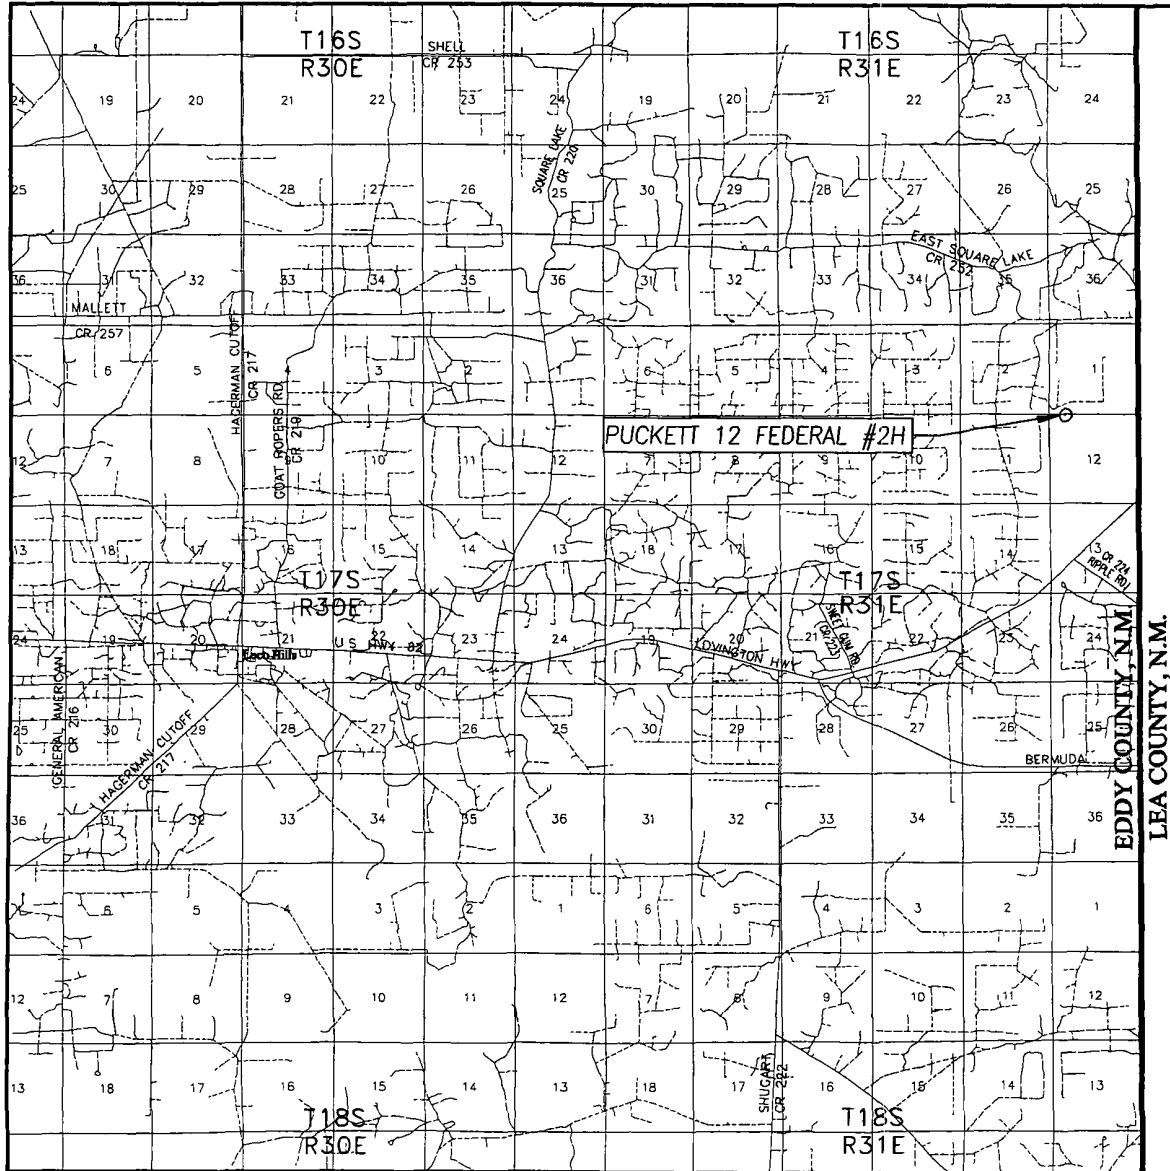 T16S T16S
R30E R31E
SHELL
CR 253
24 19 20 21 22 23 24 19 20 21 22 23 24
SQUARE LAKE
CR 220
25 30 29 28 27 26 25 30 29 28 27 26 25
EAST SQUARE LAKE
CR 252
36 31 32 33 34 35 36 31 32 33 34 35 36
MALLETT
CR 257
HAGERMAN CUTOFF
CR 217
6 5 4 3 2 1 6 5 4 3 2 1
GOAT ROPERS RD
CR 219
PUCKETT 12 FEDERAL #2H
12 7 8 9 10 11 12 7 8 9 10 11 12
13 18 17 16 15 14 13 18 17 16 15 14 13
CR 224
RIPPLE RD
T17S T17S
R30E R31E
24 19 20 21 22 23 24 19 20 21 22 23 24
U.S. HWY 82
LOVINGTON HWY
SWEET GUM RD
(CR 223)
Loco Hills
GENERAL AMERICAN
CR 216
25 30 29 28 27 26 25 30 29 28 27 26 25
HAGERMAN CUTOFF
CR 217
BERMUDA
36 31 32 33 34 35 36 31 32 33 34 35 36
EDDY COUNTY, N.M.
LEA COUNTY, N.M.
6 5 4 3 2 1 6 5 4 3 2 1
12 7 8 9 10 11 12 7 8 9 10 11 12
13 18 17 16 15 14 13 18 17 16 15 14 13
SHUGART
CR 222
T18S T18S
R30E R31E